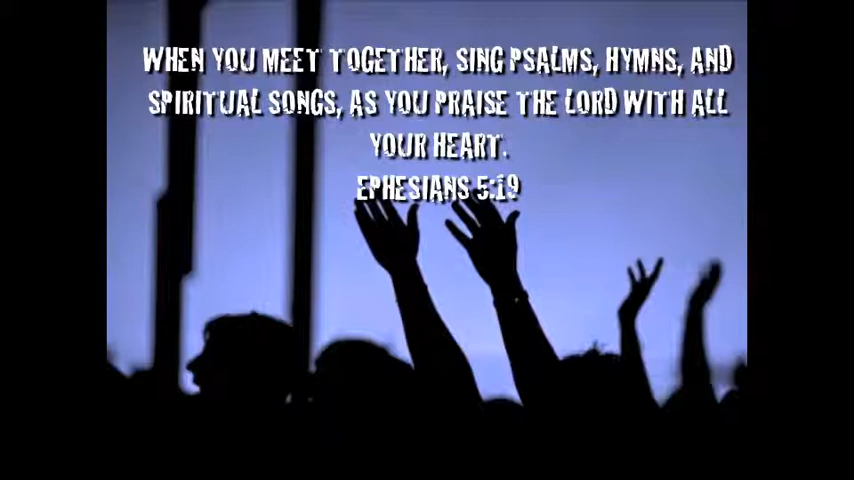 WHEN YOU MEET TOGETHER, SING PSALMS, HYMNS, AND
SPIRITUAL SONGS, AS YOU PRAISE THE LORD WITH ALL
YOUR HEART.
EPHESIANS 5:19